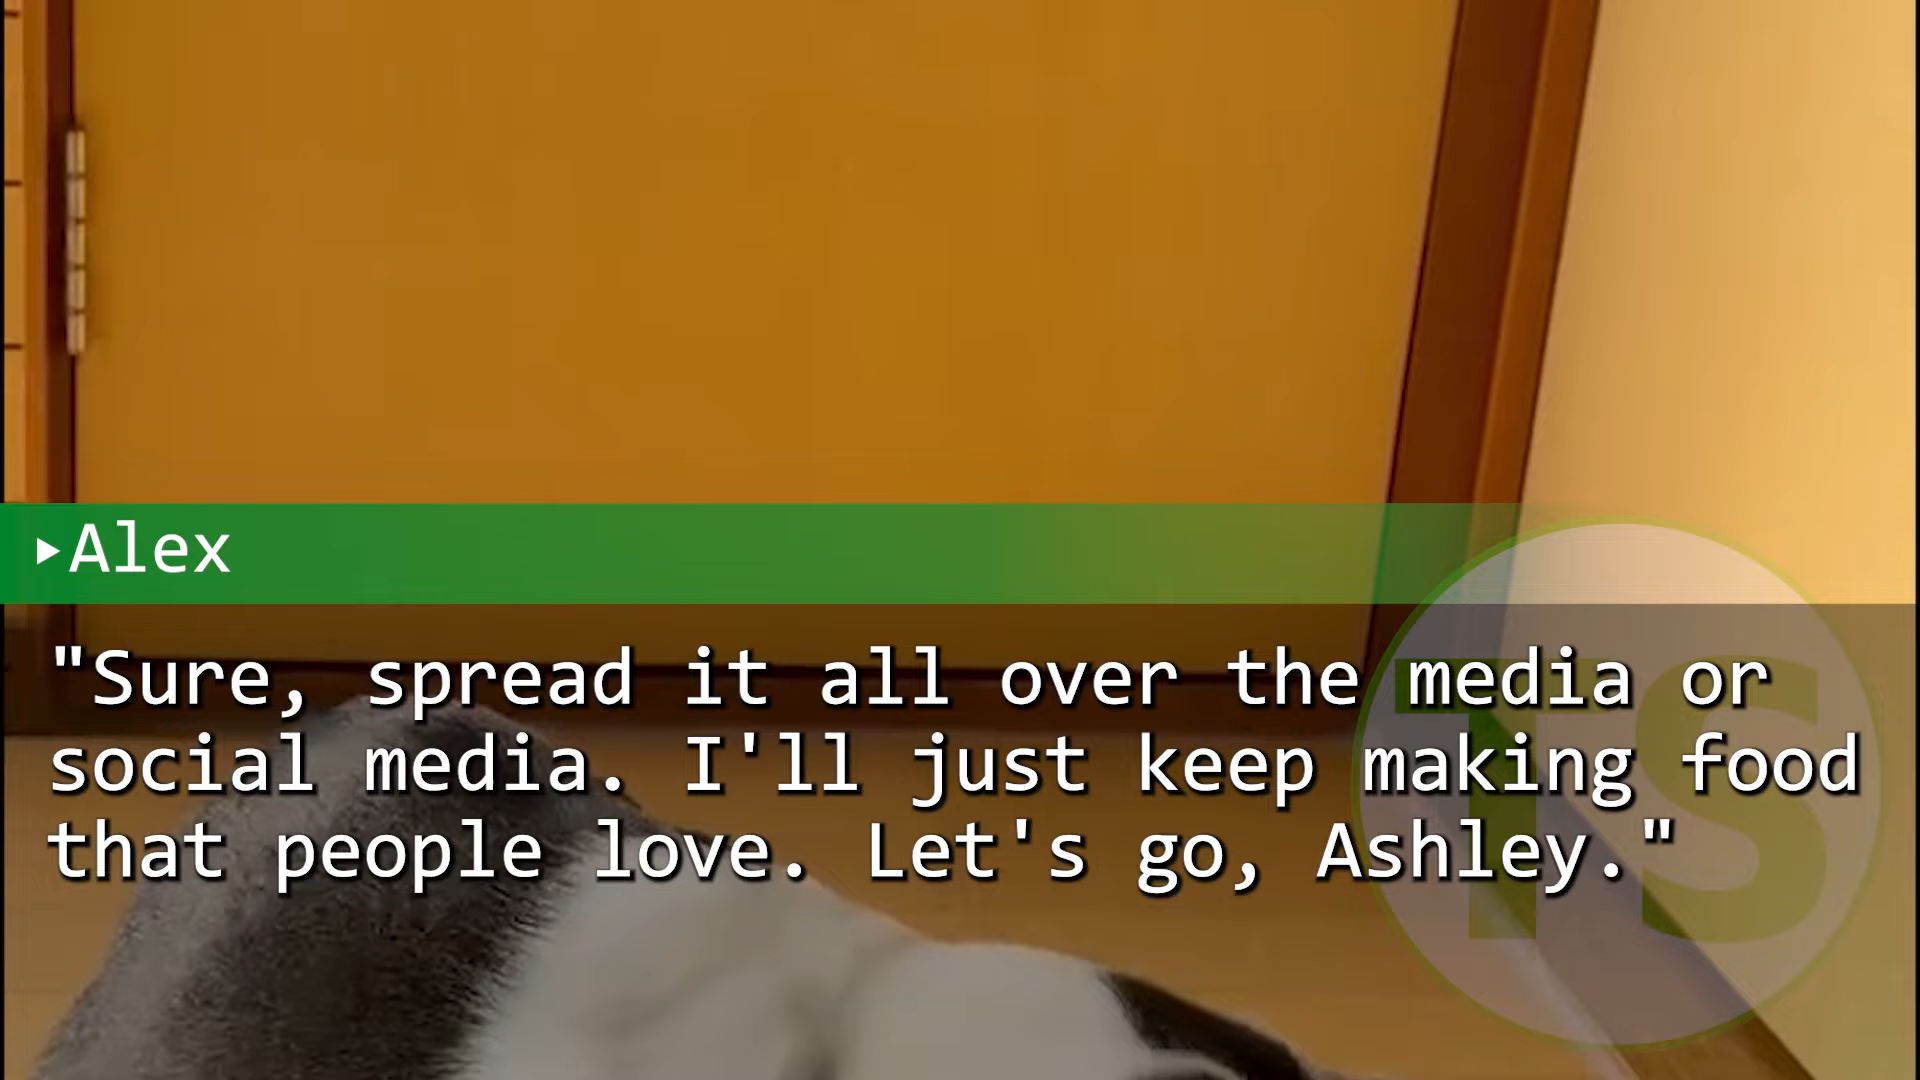 ▶Alex
"Sure, spread it all over the media or
social media. I'll just keep making food
that people love. Let's go, Ashley."
TS